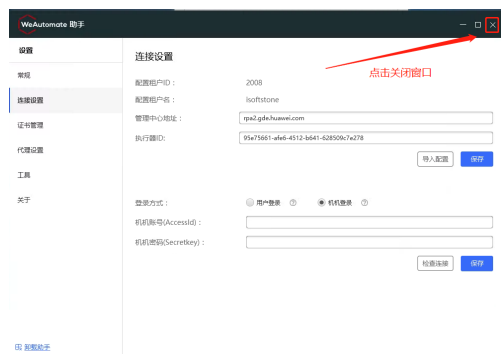 WeAutomate 助手
设置
常规
连接设置
证书管理
代理设置
工具
关于
卸载助手
连接设置
点击关闭窗口
配置租户ID： 2008
配置租户名： isoftstone
管理中心地址： rpa2.gde.huawei.com
执行器ID: 95e75661-afe6-4512-b641-628509c7e278
导入配置 保存
登录方式： 用户登录 ? 机机登录 ?
机机账号(AccessId)：
机机密码(Secretkey)：
检查连接 保存